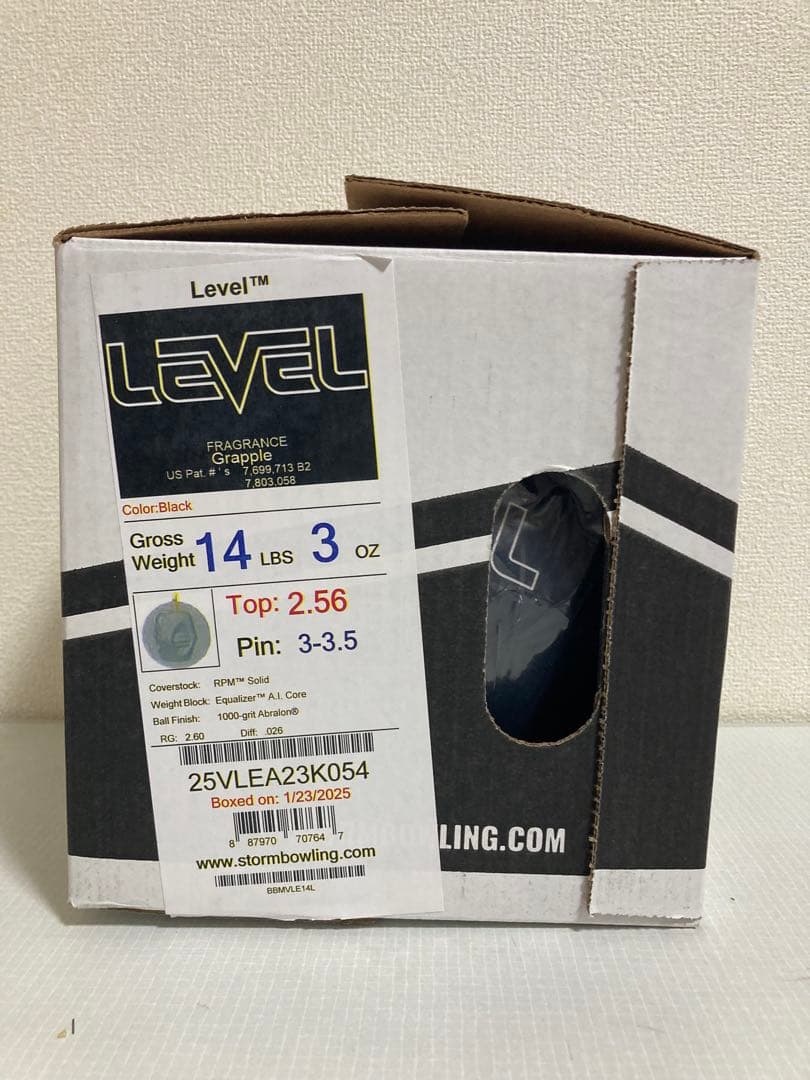 Level™
LEVEL
FRAGRANCE
Grapple
US Pat. #'s 7,699,713 B2
7,803,058
Color:Black
Gross Weight 14 LBS 3 OZ
Top: 2.56
Pin: 3-3.5
Coverstock: RPM™ Solid
Weight Block: Equalizer™ A.I. Core
Ball Finish: 1000-grit Abralon®
RG: 2.60 Diff: .026
25VLEA23K054
Boxed on: 1/23/2025
8 87970 70764 7
www.stormbowling.com
BBMVLE14L
L
LING.COM